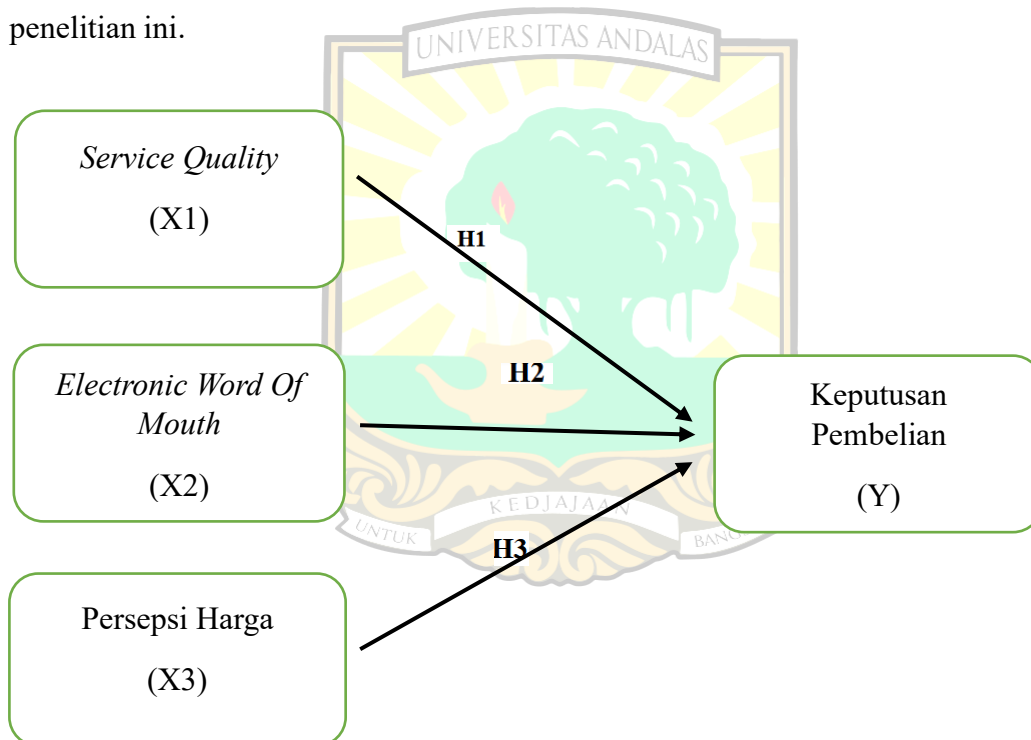 penelitian ini.
UNIVERSITAS ANDALAS
Service Quality
(X1)
H1
Electronic Word Of
Mouth
(X2)
H2
Keputusan
Pembelian
(Y)
KEDJAJAAN
UNTUK
H3
Persepsi Harga
(X3)